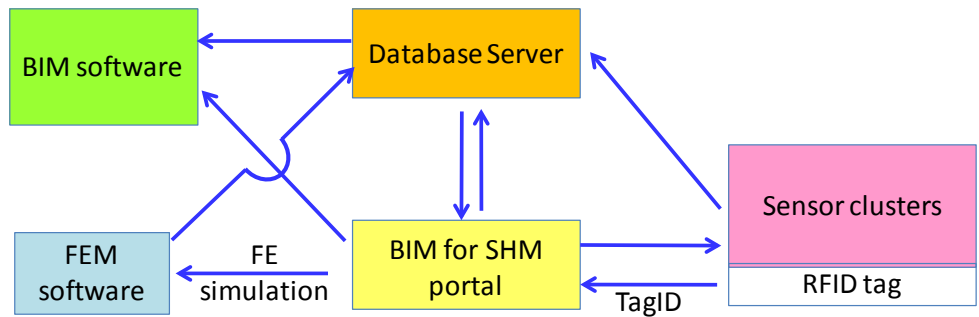 BIM software
Database Server
Sensor clusters
FEM
software
FE
simulation
BIM for SHM
portal
RFID tag
TagID